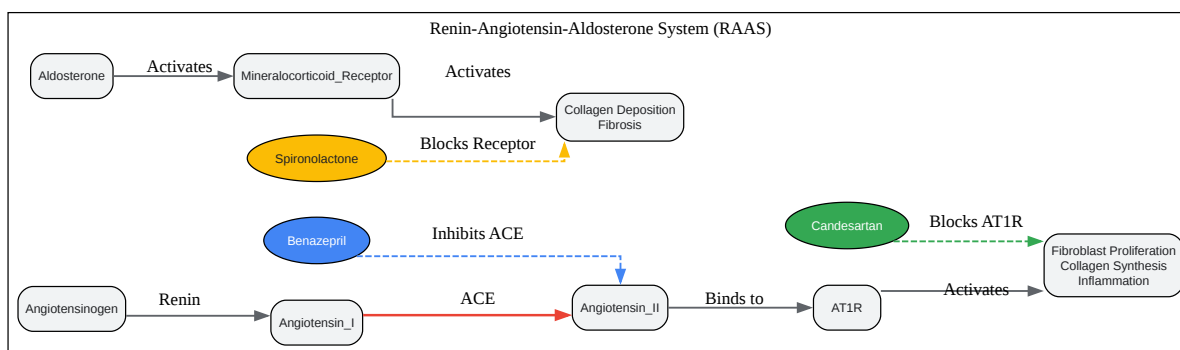 Renin-Angiotensin-Aldosterone System (RAAS)
Aldosterone
Activates
Mineralocorticoid_Receptor
Activates
Collagen Deposition
Fibrosis
Spironolactone
Blocks Receptor
Benazepril
Inhibits ACE
Candesartan
Blocks AT1R
Fibroblast Proliferation
Collagen Synthesis
Inflammation
Angiotensinogen
Renin
Angiotensin_I
ACE
Angiotensin_II
Binds to
AT1R
Activates